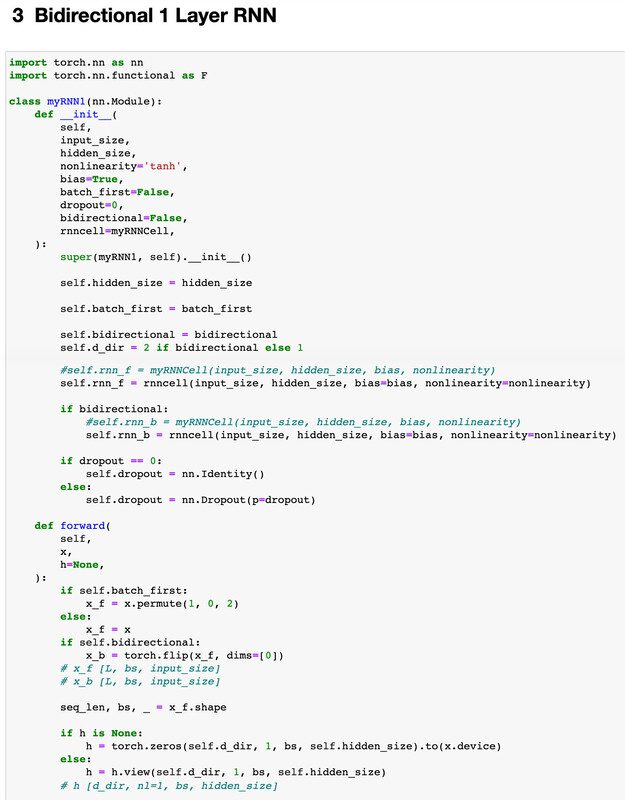 3 Bidirectional 1 Layer RNN
import torch.nn as nn
import torch.nn.functional as F
class myRNN1(nn.Module):
    def __init__(
        self,
        input_size,
        hidden_size,
        nonlinearity='tanh',
        bias=True,
        batch_first=False,
        dropout=0,
        bidirectional=False,
        rnncell=myRNNCell,
    ):
        super(myRNN1, self).__init__()
        self.hidden_size = hidden_size
        self.batch_first = batch_first
        self.bidirectional = bidirectional
        self.d_dir = 2 if bidirectional else 1
        #self.rnn_f = myRNNCell(input_size, hidden_size, bias, nonlinearity)
        self.rnn_f = rnncell(input_size, hidden_size, bias=bias, nonlinearity=nonlinearity)
        if bidirectional:
            #self.rnn_b = myRNNCell(input_size, hidden_size, bias, nonlinearity)
            self.rnn_b = rnncell(input_size, hidden_size, bias=bias, nonlinearity=nonlinearity)
        if dropout == 0:
            self.dropout = nn.Identity()
        else:
            self.dropout = nn.Dropout(p=dropout)
    def forward(
        self,
        x,
        h=None,
    ):
        if self.batch_first:
            x_f = x.permute(1, 0, 2)
        else:
            x_f = x
        if self.bidirectional:
            x_b = torch.flip(x_f, dims=[0])
        # x_f [L, bs, input_size]
        # x_b [L, bs, input_size]
        seq_len, bs, _ = x_f.shape
        if h is None:
            h = torch.zeros(self.d_dir, 1, bs, self.hidden_size).to(x.device)
        else:
            h = h.view(self.d_dir, 1, bs, self.hidden_size)
        # h [d_dir, nl=1, bs, hidden_size]